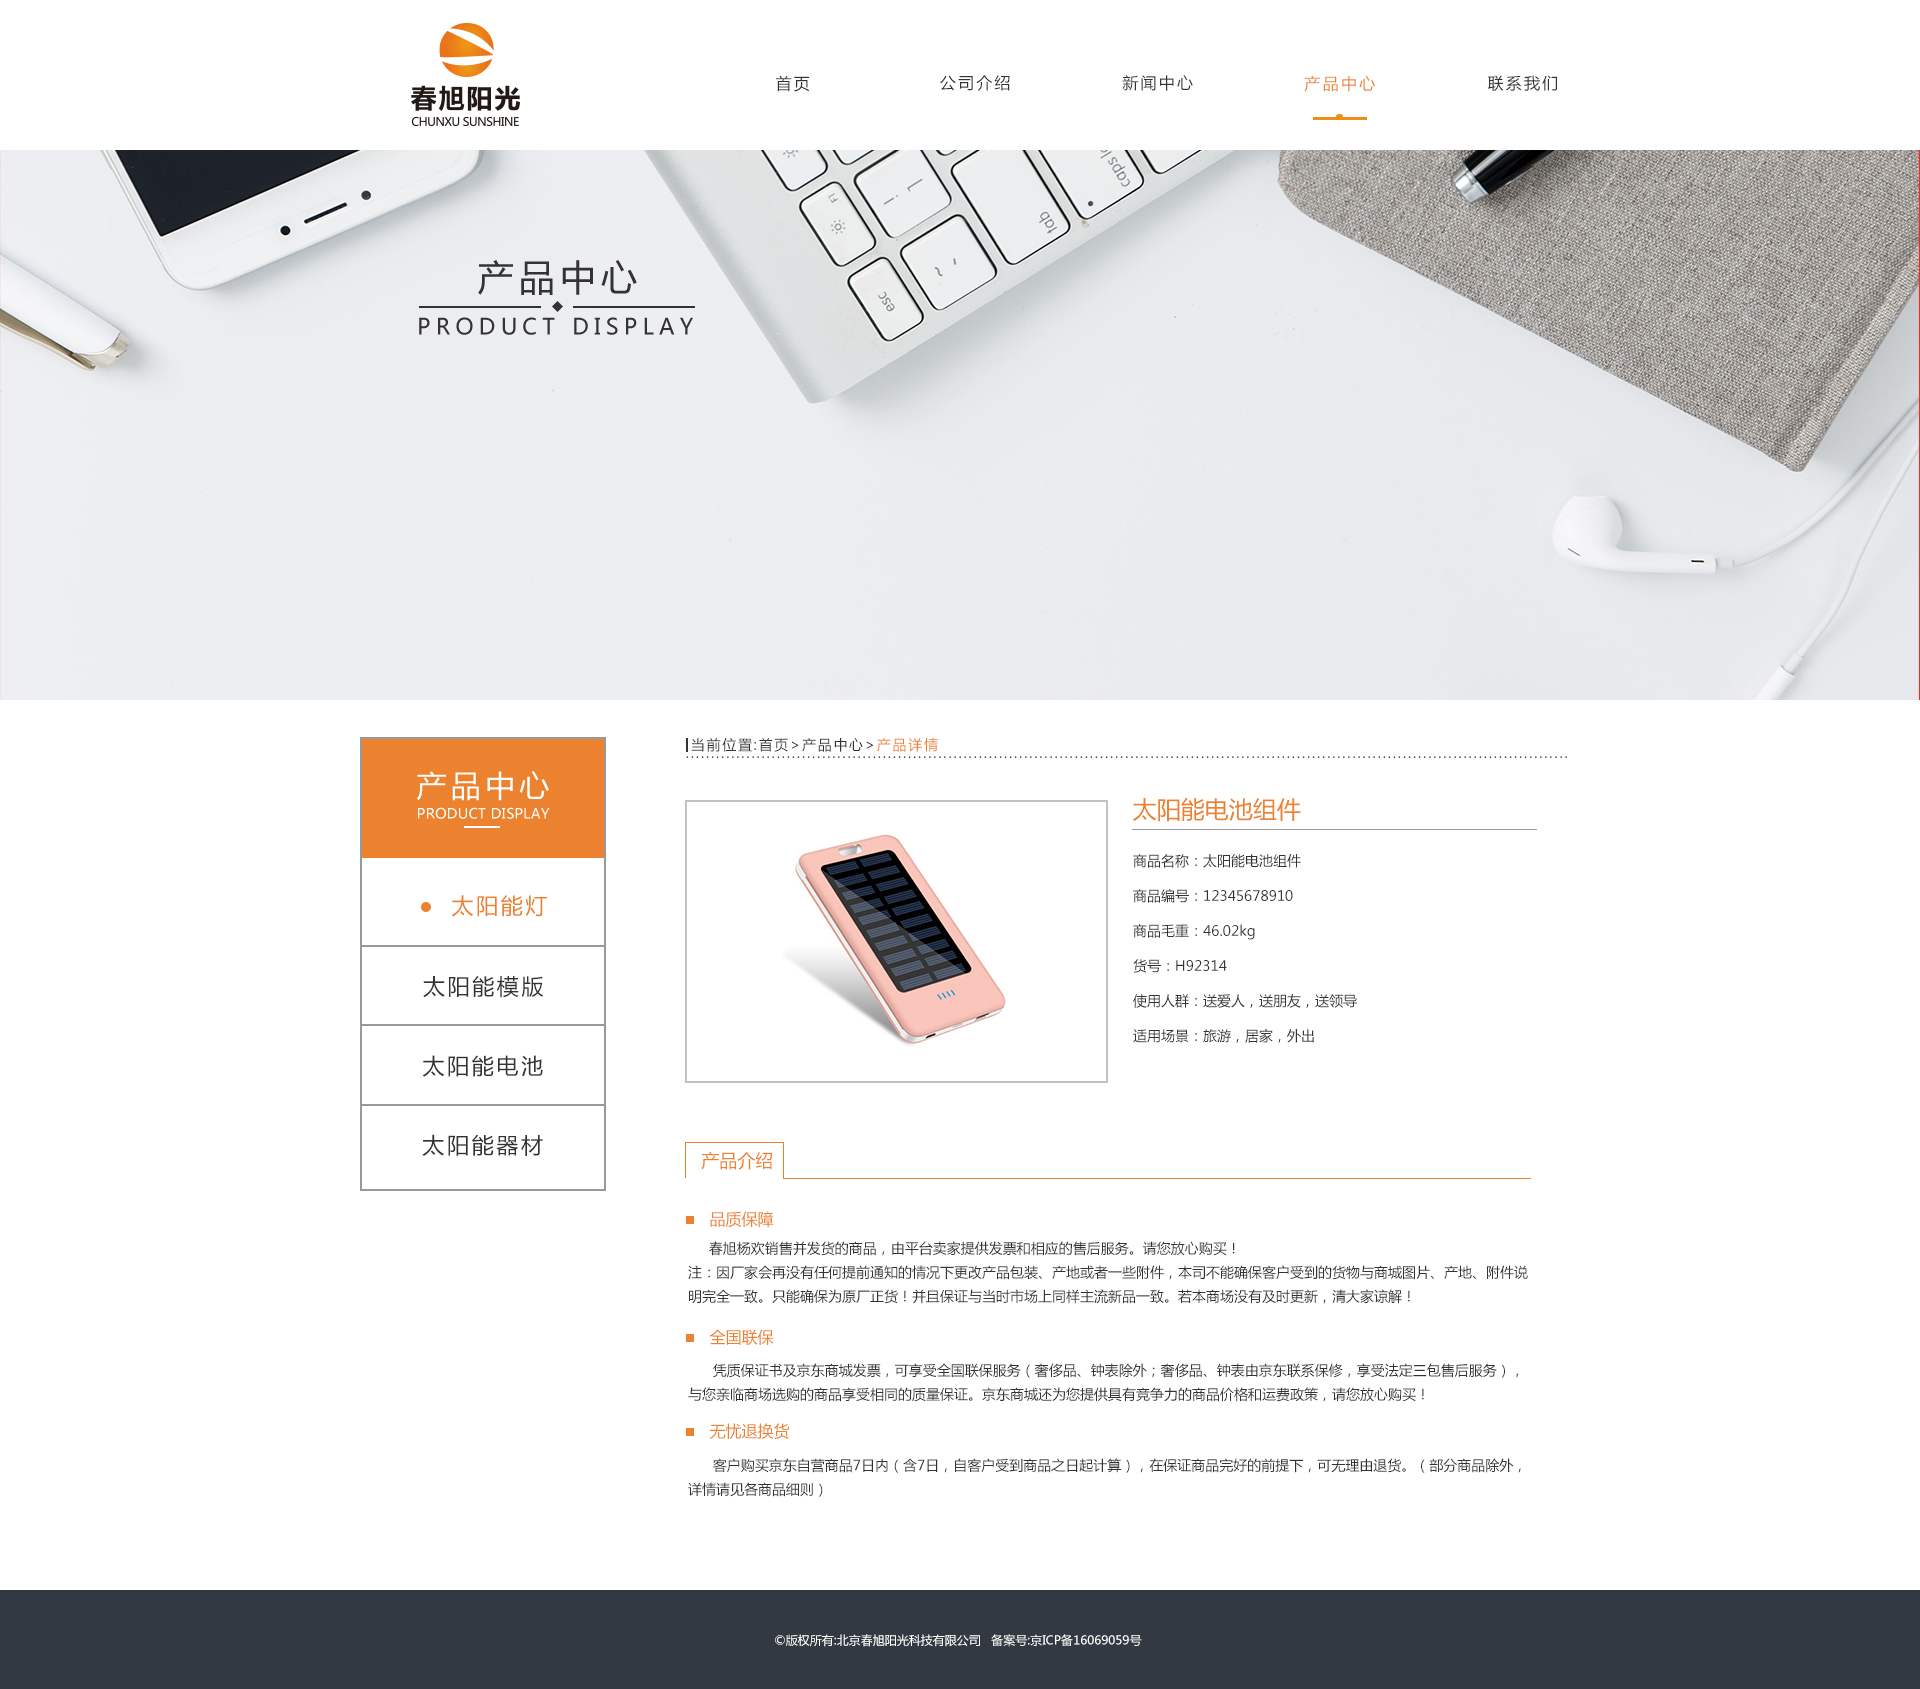 春旭阳光
CHUNXU SUNSHINE
首页
公司介绍
新闻中心
产品中心
联系我们
caps lo
tab
esc
F1
产品中心
PRODUCT DISPLAY
产品中心
PRODUCT DISPLAY
太阳能灯
太阳能模版
太阳能电池
太阳能器材
当前位置:首页>产品中心>产品详情
太阳能电池组件
商品名称：太阳能电池组件
商品编号：12345678910
商品毛重：46.02kg
货号：H92314
使用人群：送爱人，送朋友，送领导
适用场景：旅游，居家，外出
产品介绍
品质保障
春旭杨欢销售并发货的商品，由平台卖家提供发票和相应的售后服务。请您放心购买！
注：因厂家会再没有任何提前通知的情况下更改产品包装、产地或者一些附件，本司不能确保客户受到的货物与商城图片、产地、附件说
明完全一致。只能确保为原厂正货！并且保证与当时市场上同样主流新品一致。若本商场没有及时更新，清大家谅解！
全国联保
凭质保证书及京东商城发票，可享受全国联保服务（奢侈品、钟表除外；奢侈品、钟表由京东联系保修，享受法定三包售后服务），
与您亲临商场选购的商品享受相同的质量保证。京东商城还为您提供具有竞争力的商品价格和运费政策，请您放心购买！
无忧退换货
客户购买京东自营商品7日内（含7日，自客户受到商品之日起计算），在保证商品完好的前提下，可无理由退货。（部分商品除外，
详情请见各商品细则）
©版权所有:北京春旭阳光科技有限公司 备案号:京ICP备16069059号